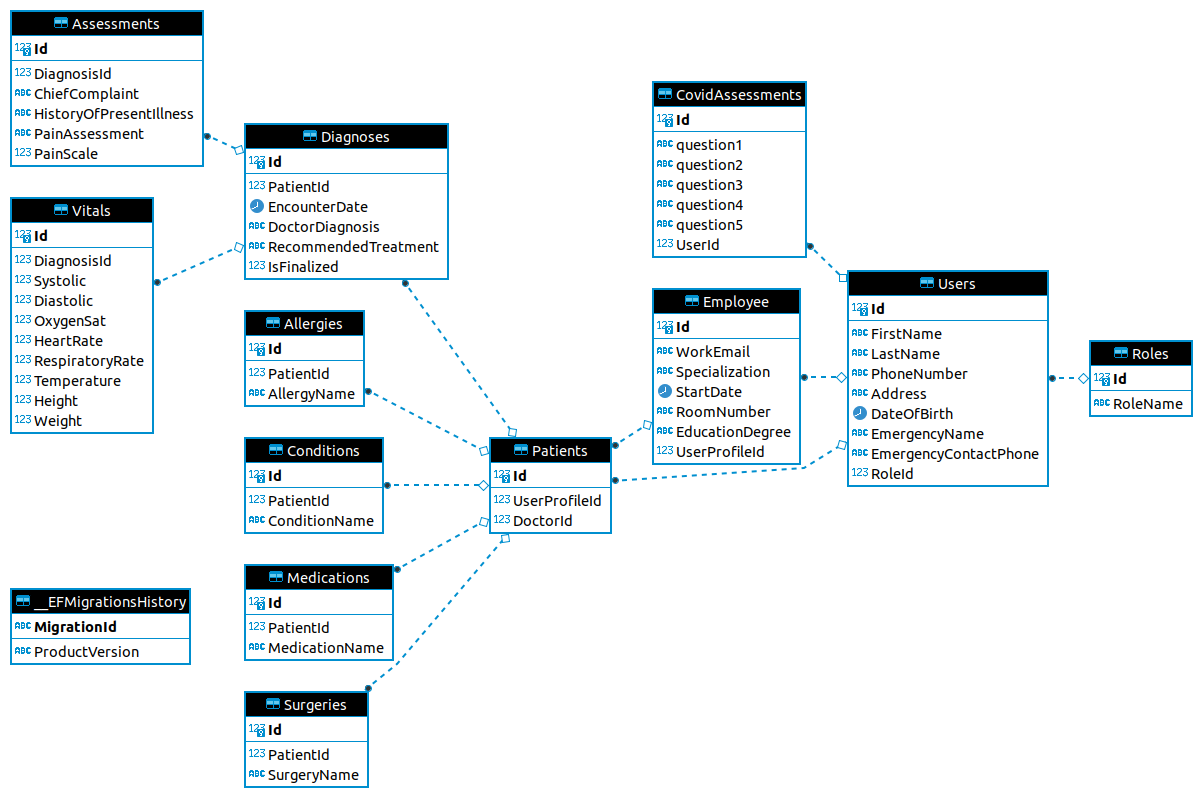 Assessments
123 Id
123 DiagnosisId
ABC ChiefComplaint
ABC HistoryOfPresentIllness
ABC PainAssessment
123 PainScale
Vitals
123 Id
123 DiagnosisId
123 Systolic
123 Diastolic
123 OxygenSat
123 HeartRate
123 RespiratoryRate
123 Temperature
123 Height
123 Weight
__EFMigrationsHistory
ABC MigrationId
ABC ProductVersion
Diagnoses
123 Id
123 PatientId
EncounterDate
ABC DoctorDiagnosis
ABC RecommendedTreatment
123 IsFinalized
Allergies
123 Id
123 PatientId
ABC AllergyName
Conditions
123 Id
123 PatientId
ABC ConditionName
Medications
123 Id
123 PatientId
ABC MedicationName
Surgeries
123 Id
123 PatientId
ABC SurgeryName
Patients
123 Id
123 UserProfileId
123 DoctorId
CovidAssessments
123 Id
ABC question1
ABC question2
ABC question3
ABC question4
ABC question5
123 UserId
Employee
123 Id
ABC WorkEmail
ABC Specialization
StartDate
ABC RoomNumber
ABC EducationDegree
123 UserProfileId
Users
123 Id
ABC FirstName
ABC LastName
ABC PhoneNumber
ABC Address
DateOfBirth
ABC EmergencyName
ABC EmergencyContactPhone
123 RoleId
Roles
123 Id
ABC RoleName